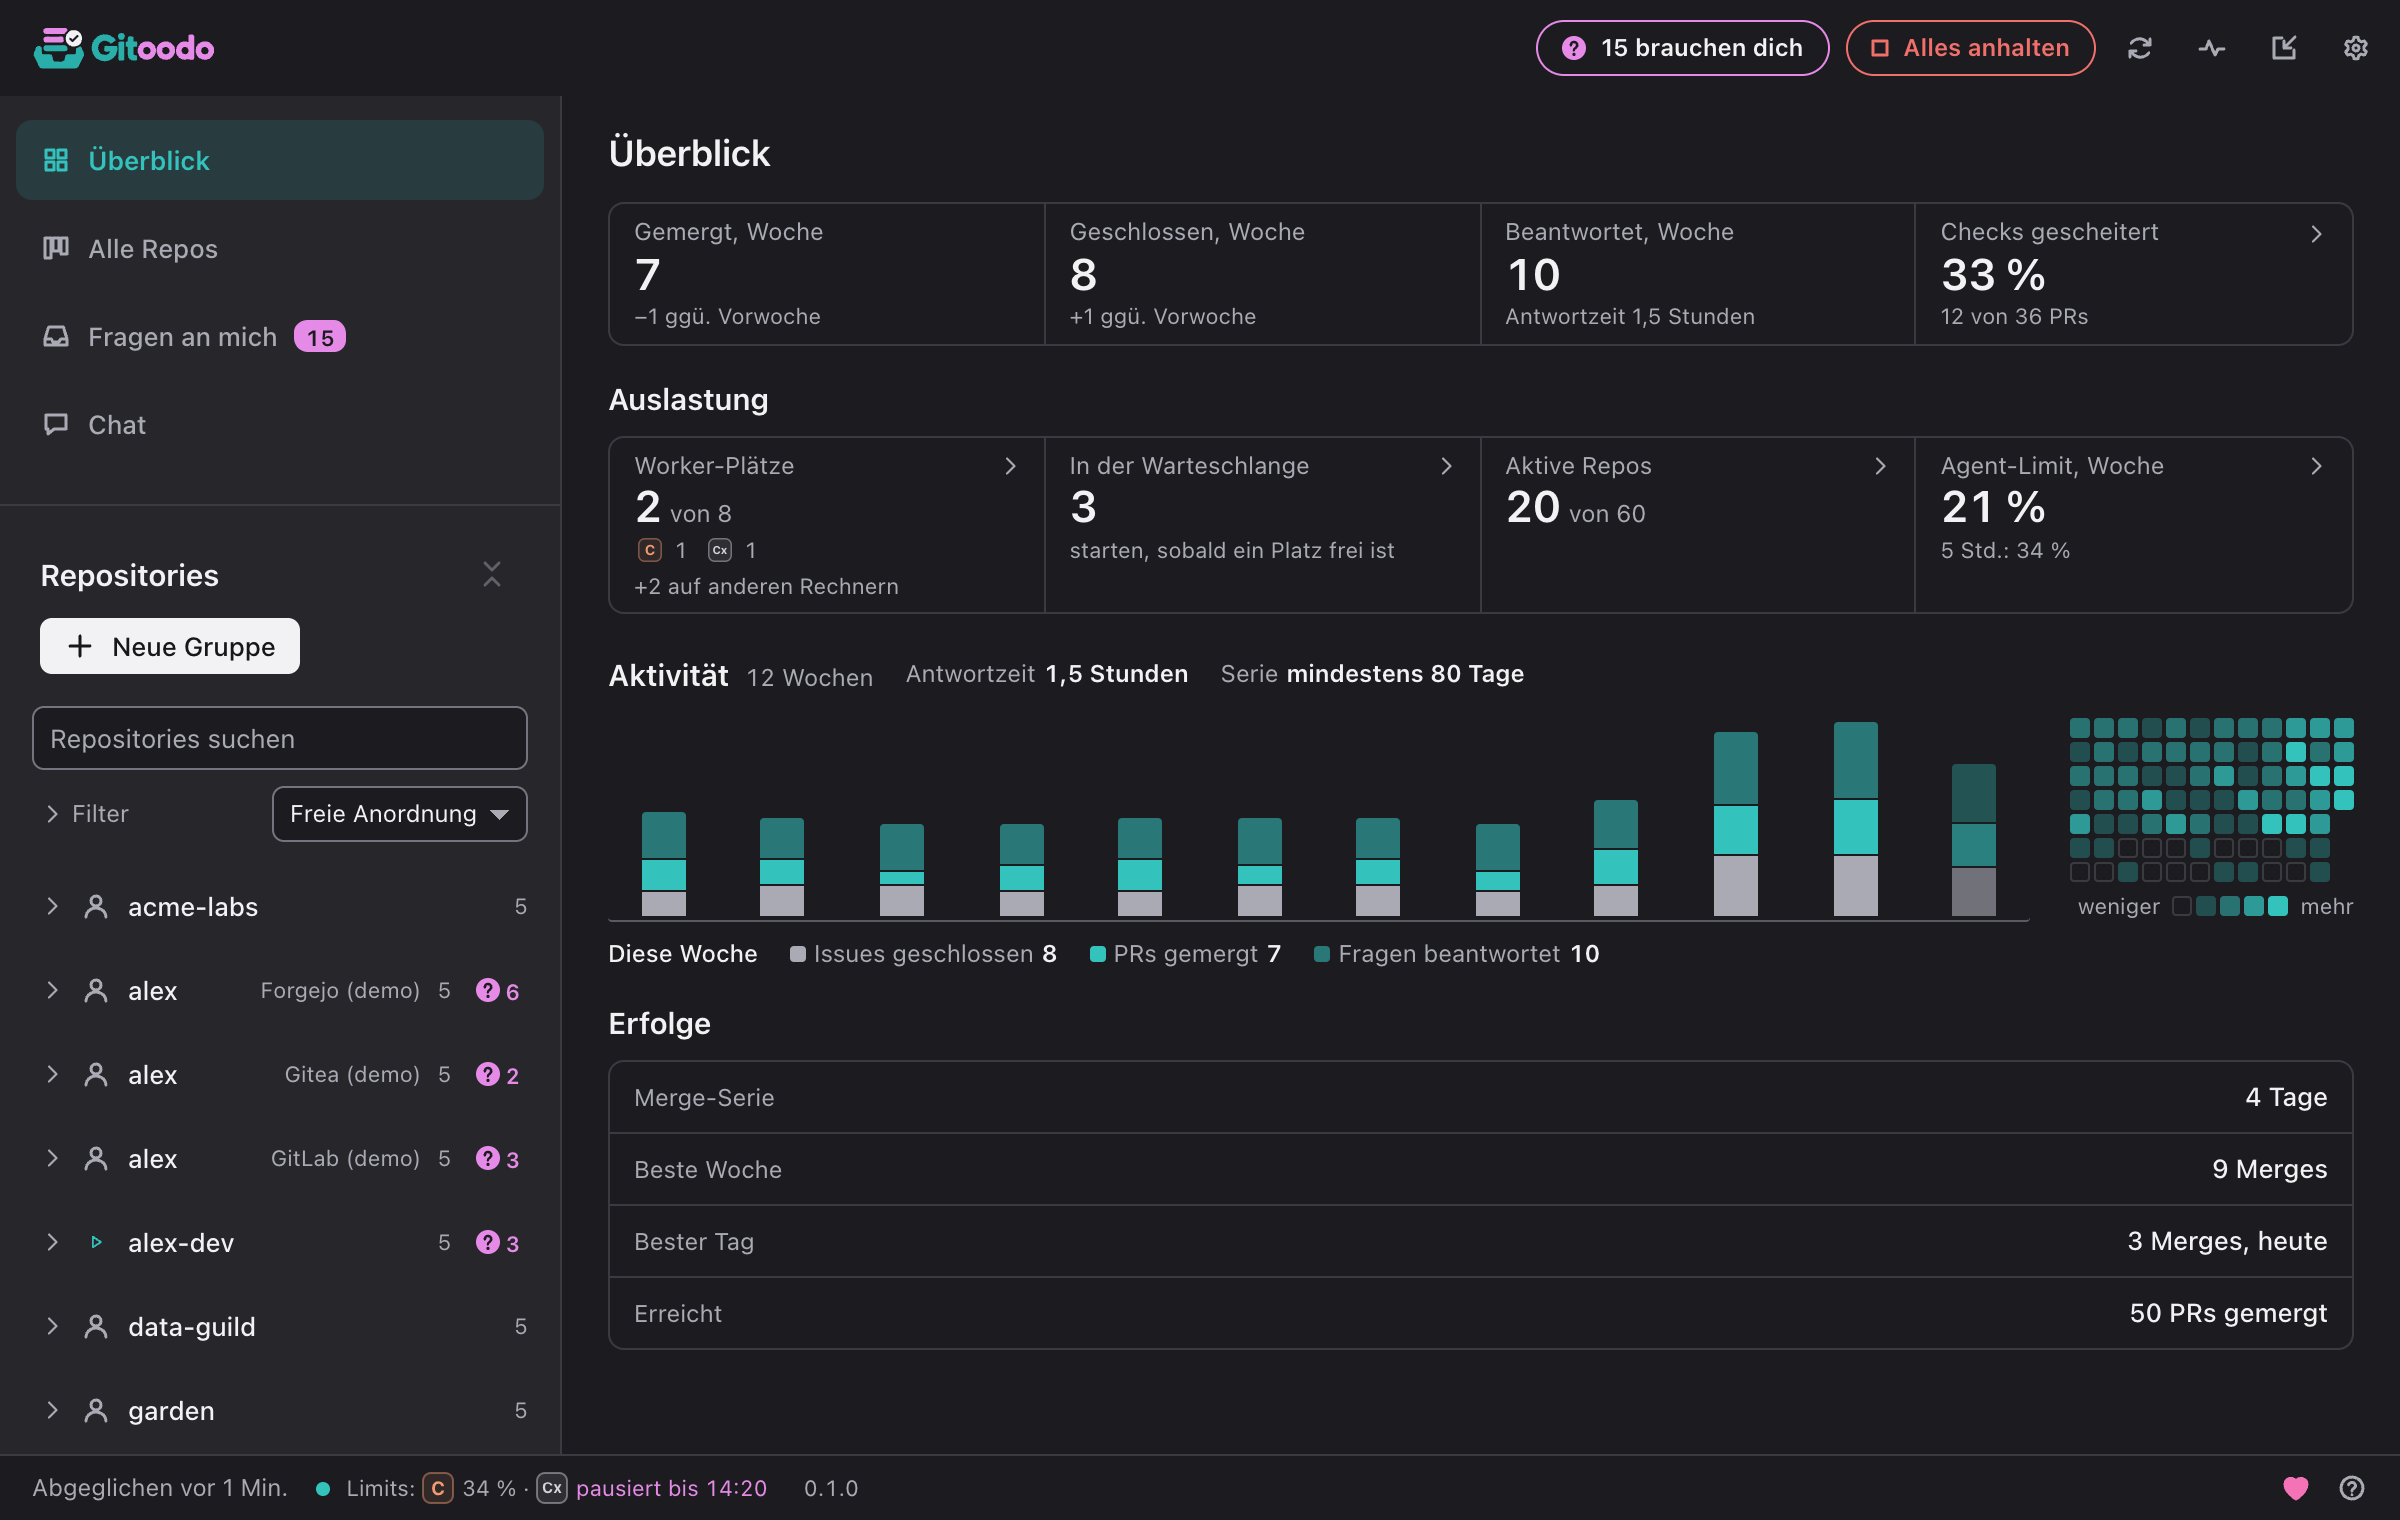 Gitoodo
15 brauchen dich
Alles anhalten
Überblick
Alle Repos
Fragen an mich 15
Chat
Repositories
Neue Gruppe
Repositories suchen
Filter
Freie Anordnung
acme-labs 5
alex Forgejo (demo) 5 ? 6
alex Gitea (demo) 5 ? 2
alex GitLab (demo) 5 ? 3
alex-dev 5 ? 3
data-guild 5
garden 5
Überblick
Gemergt, Woche
7
−1 ggü. Vorwoche
Geschlossen, Woche
8
+1 ggü. Vorwoche
Beantwortet, Woche
10
Antwortzeit 1,5 Stunden
Checks gescheitert
33 %
12 von 36 PRs
Auslastung
Worker-Plätze
2 von 8
C 1 Cx 1
+2 auf anderen Rechnern
In der Warteschlange
3
starten, sobald ein Platz frei ist
Aktive Repos
20 von 60
Agent-Limit, Woche
21 %
5 Std.: 34 %
Aktivität 12 Wochen Antwortzeit 1,5 Stunden Serie mindestens 80 Tage
weniger mehr
Diese Woche Issues geschlossen 8 PRs gemergt 7 Fragen beantwortet 10
Erfolge
Merge-Serie 4 Tage
Beste Woche 9 Merges
Bester Tag 3 Merges, heute
Erreicht 50 PRs gemergt
Abgeglichen vor 1 Min. Limits: C 34 % · Cx pausiert bis 14:20 0.1.0